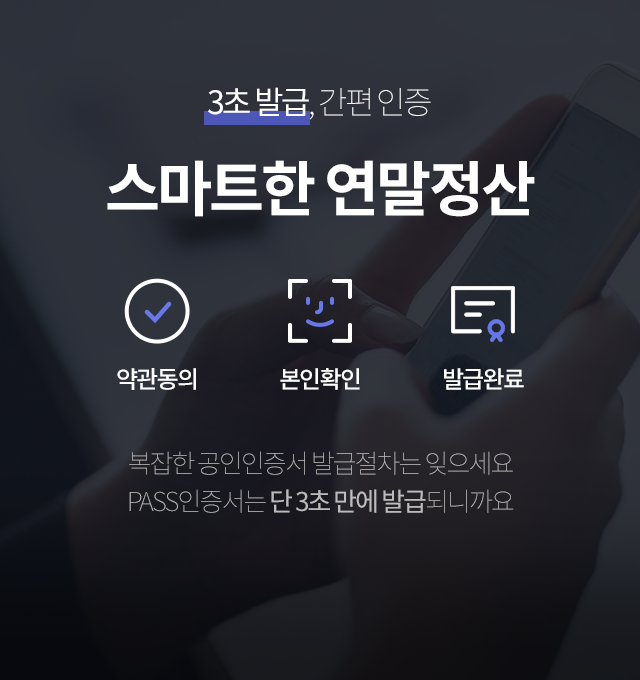 3초 발급, 간편 인증
스마트한 연말정산
약관동의 본인확인 발급완료
복잡한 공인인증서 발급절차는 잊으세요
PASS인증서는 단 3초 만에 발급되니까요